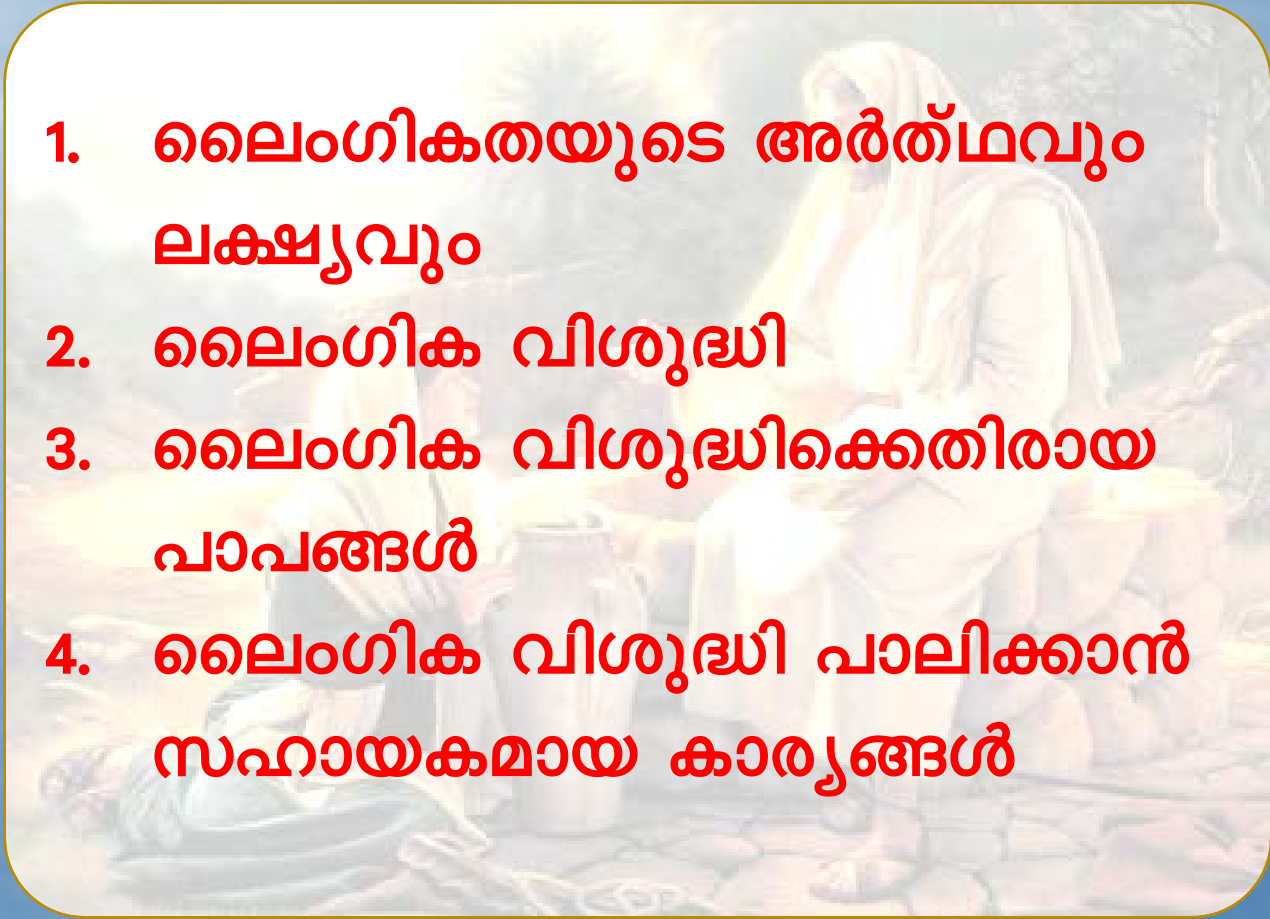 1. ലൈംഗികതയുടെ അർത്ഥവും
ലക്ഷ്യവും
2. ലൈംഗിക വിശുദ്ധി
3. ലൈംഗിക വിശുദ്ധിക്കെതിരായ
പാപങ്ങൾ
4. ലൈംഗിക വിശുദ്ധി പാലിക്കാൻ
സഹായകമായ കാര്യങ്ങൾ